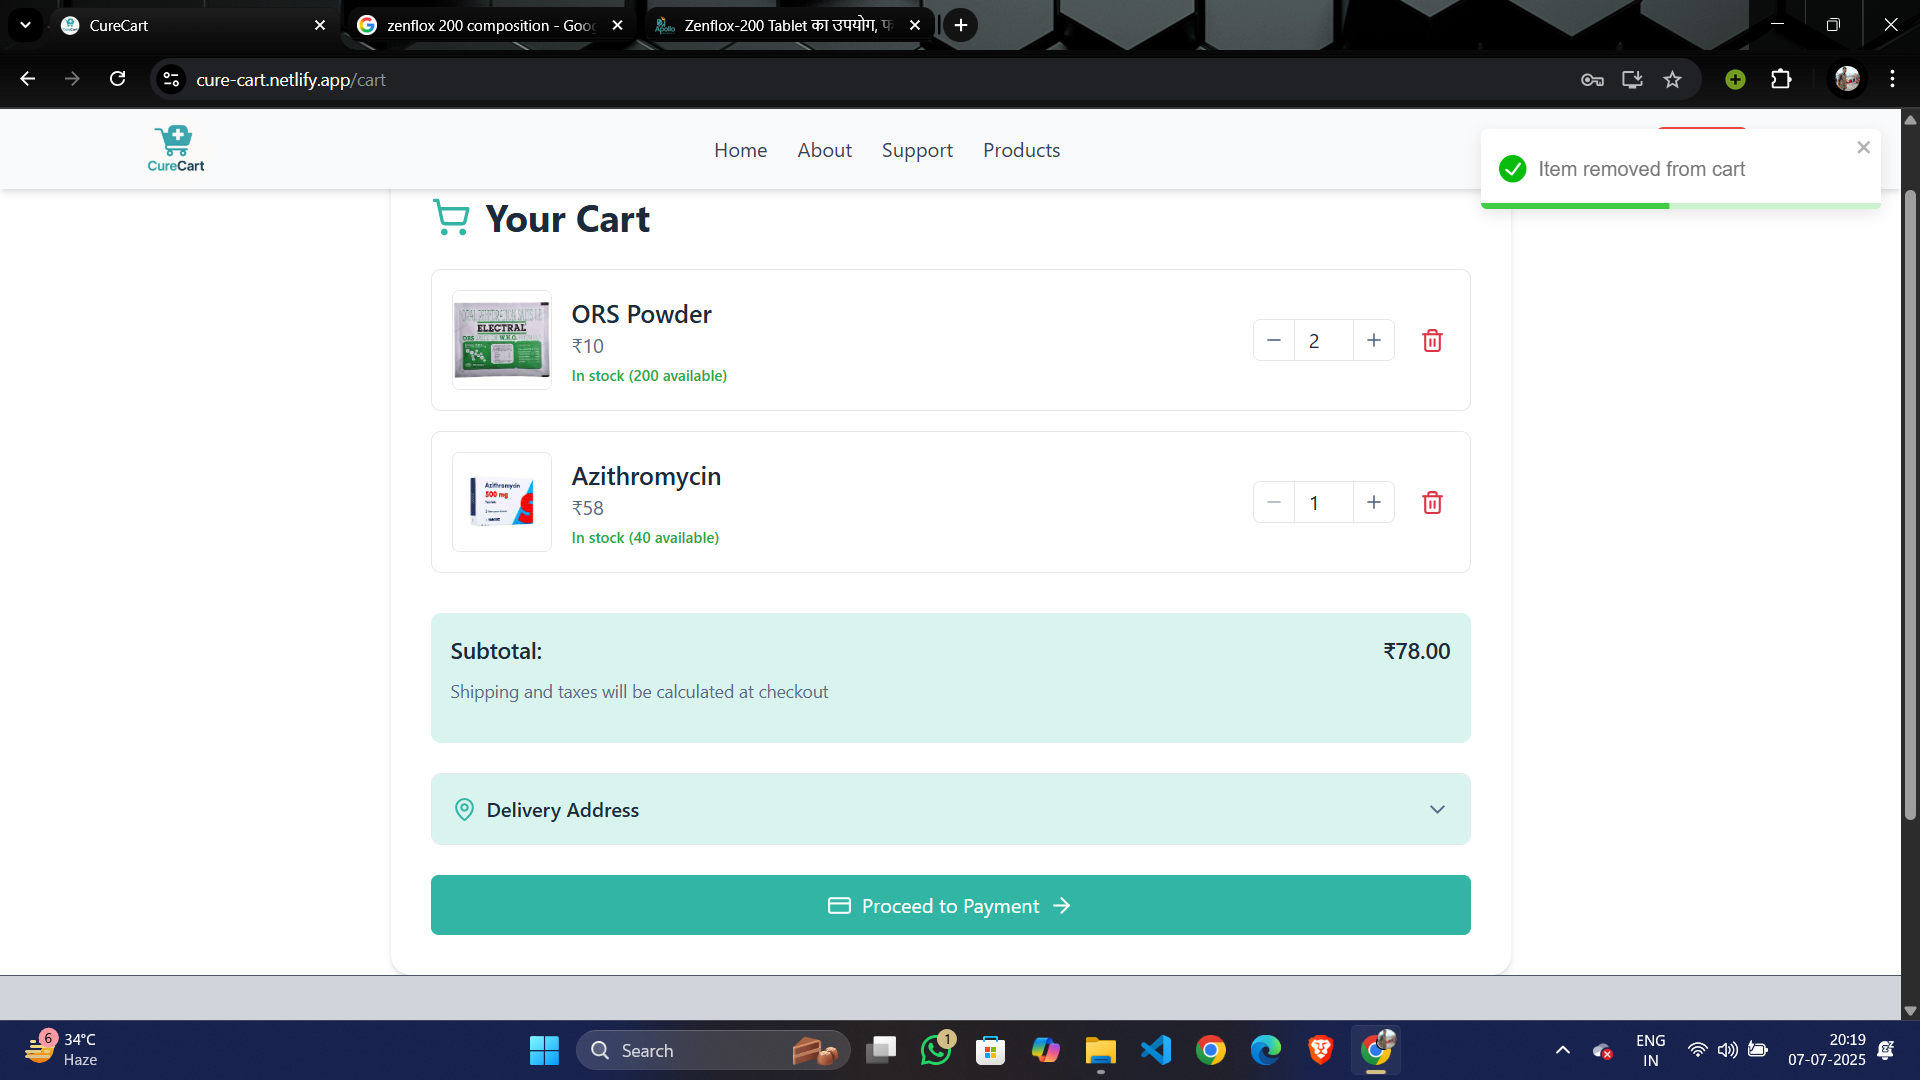 CureCart
zenflox 200 composition - Goog
Zenflox-200 Tablet का उपयोग, फ
cure-cart.netlify.app/cart
CureCart
Home
About
Support
Products
Item removed from cart
Your Cart
ELECTRAL
ORS Powder
₹10
In stock (200 available)
2
Azithromycin
500 mg
Azithromycin
₹58
In stock (40 available)
1
Subtotal:
₹78.00
Shipping and taxes will be calculated at checkout
Delivery Address
Proceed to Payment
6
34°C
Haze
Search
1
ENG
IN
20:19
07-07-2025